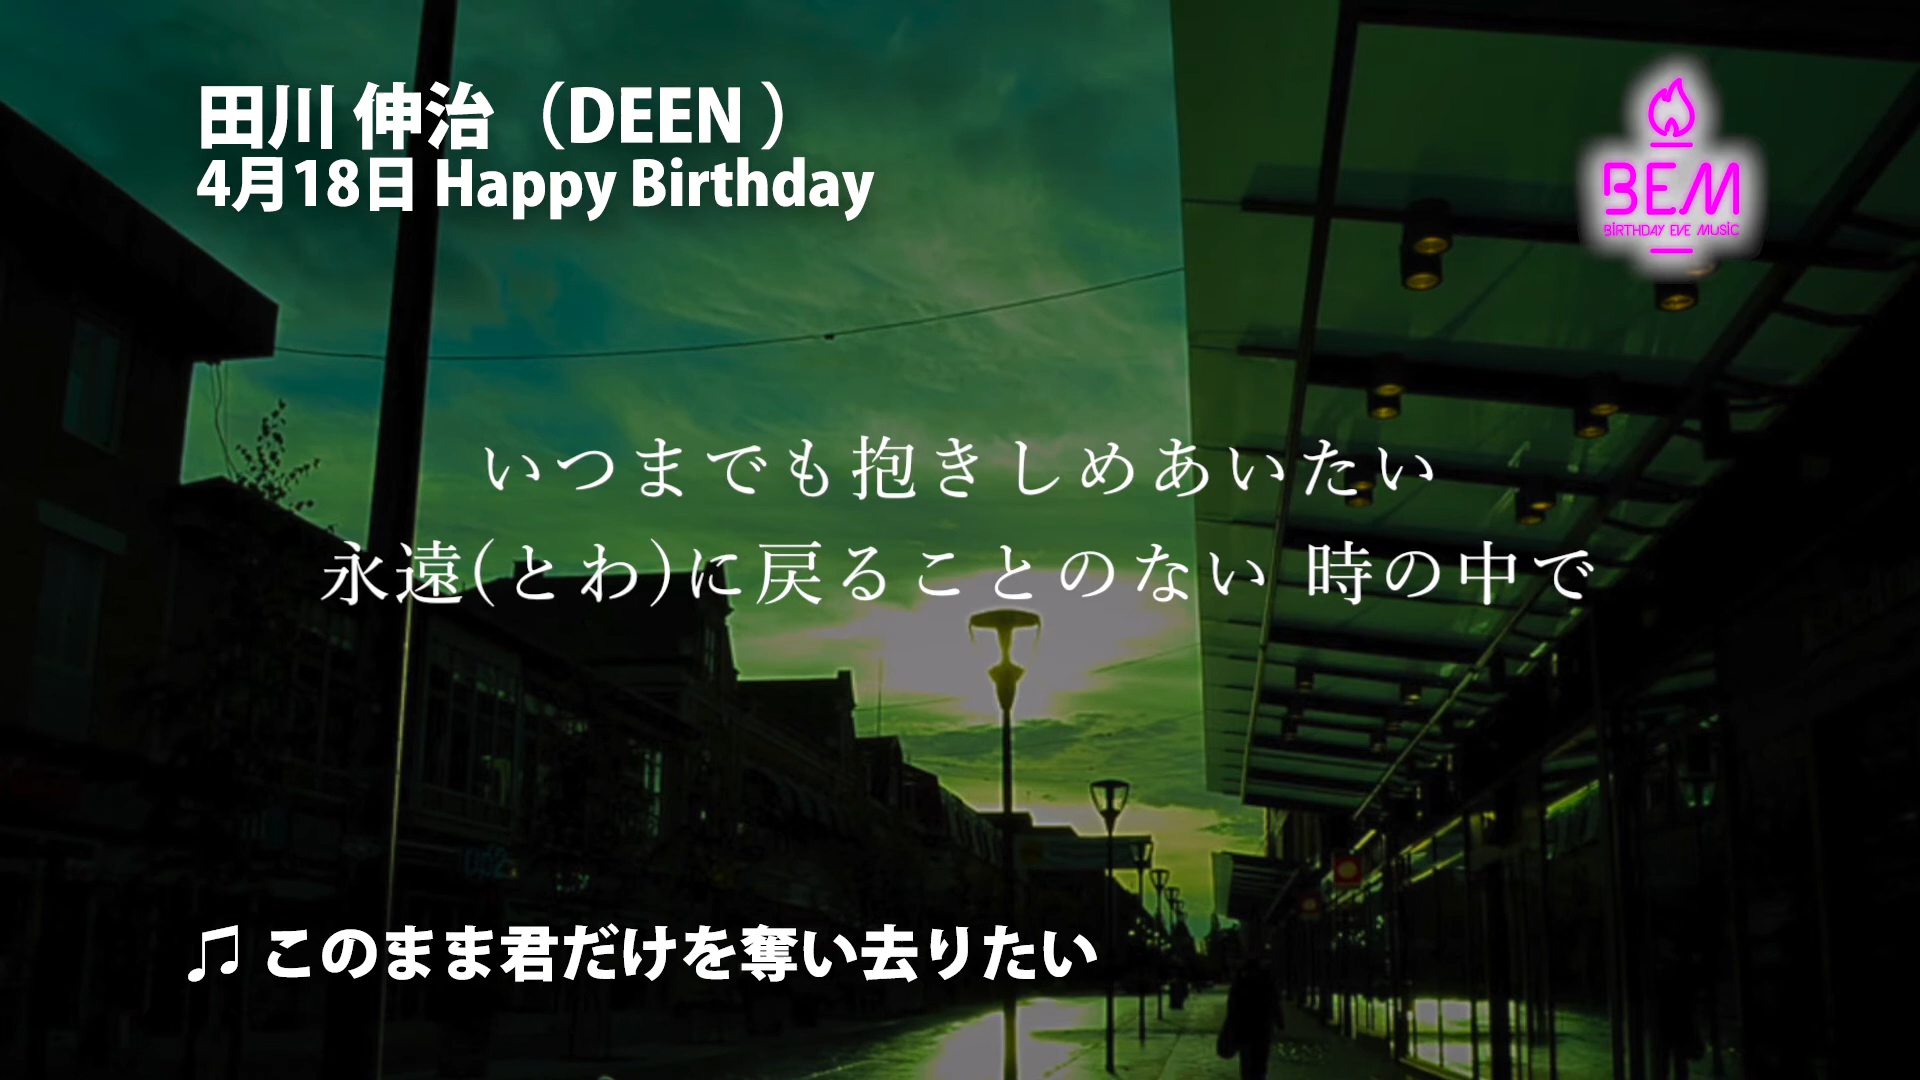 田川 伸治（DEEN ）
4月18日 Happy Birthday
BEM
BIRTHDAY EVE MUSIC
いつまでも抱きしめあいたい
永遠(とわ)に戻ることのない 時の中で
♫ このまま君だけを奪い去りたい